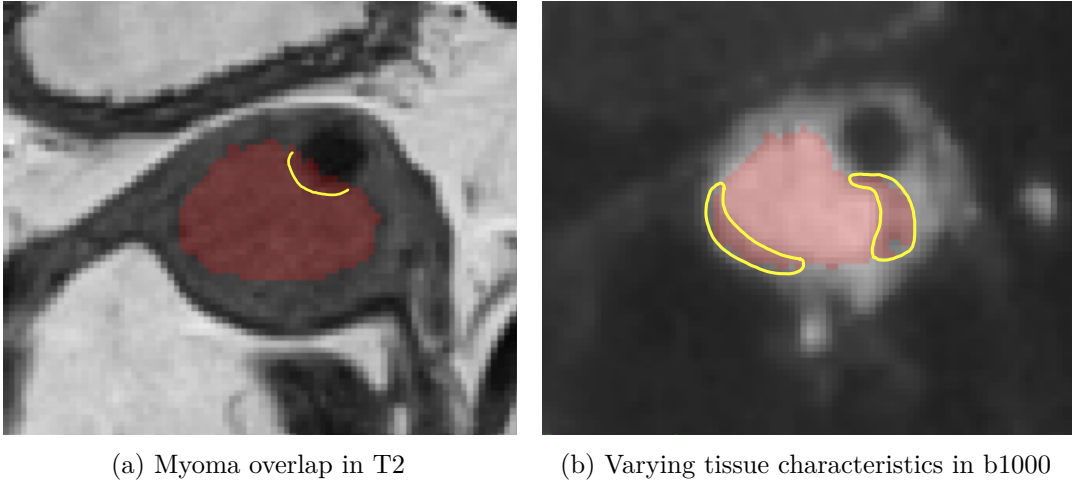 (a) Myoma overlap in T2
(b) Varying tissue characteristics in b1000